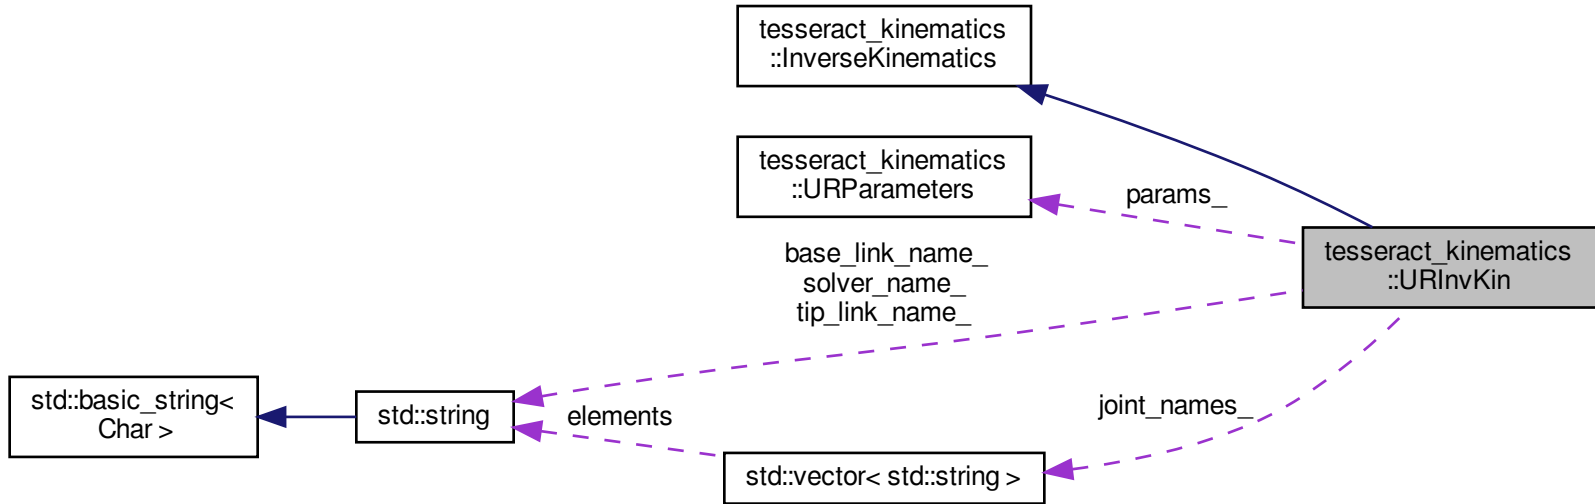 tesseract_kinematics
::InverseKinematics
tesseract_kinematics
::URParameters
params_
tesseract_kinematics
::URInvKin
base_link_name_
solver_name_
tip_link_name_
std::basic_string<
Char >
std::string
elements
joint_names_
std::vector< std::string >